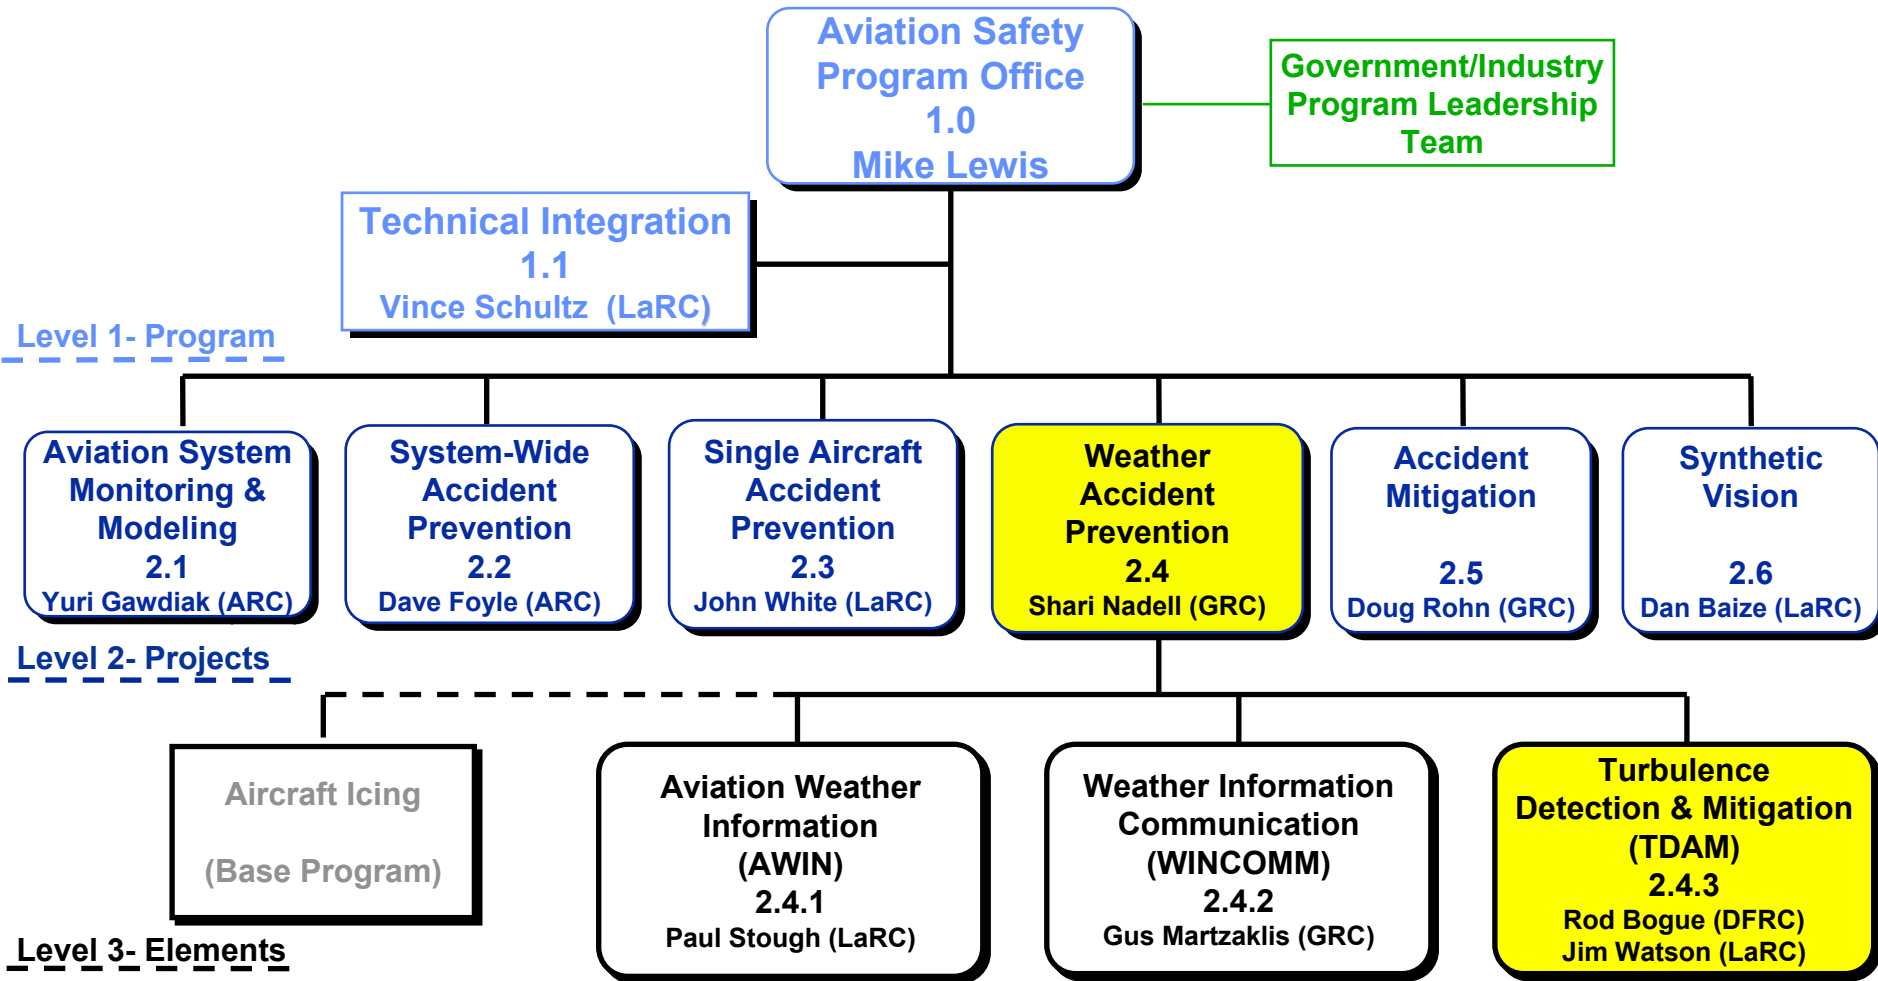 Aviation Safety
Program Office
1.0
Mike Lewis
Government/Industry
Program Leadership
Team
Technical Integration
1.1
Vince Schultz (LaRC)
Level 1- Program
Aviation System
Monitoring &
Modeling
2.1
Yuri Gawdiak (ARC)
System-Wide
Accident
Prevention
2.2
Dave Foyle (ARC)
Single Aircraft
Accident
Prevention
2.3
John White (LaRC)
Weather
Accident
Prevention
2.4
Shari Nadell (GRC)
Accident
Mitigation
2.5
Doug Rohn (GRC)
Synthetic
Vision
2.6
Dan Baize (LaRC)
Level 2- Projects
Aircraft Icing
(Base Program)
Aviation Weather
Information
(AWIN)
2.4.1
Paul Stough (LaRC)
Weather Information
Communication
(WINCOMM)
2.4.2
Gus Martzaklis (GRC)
Turbulence
Detection & Mitigation
(TDAM)
2.4.3
Rod Bogue (DFRC)
Jim Watson (LaRC)
Level 3- Elements